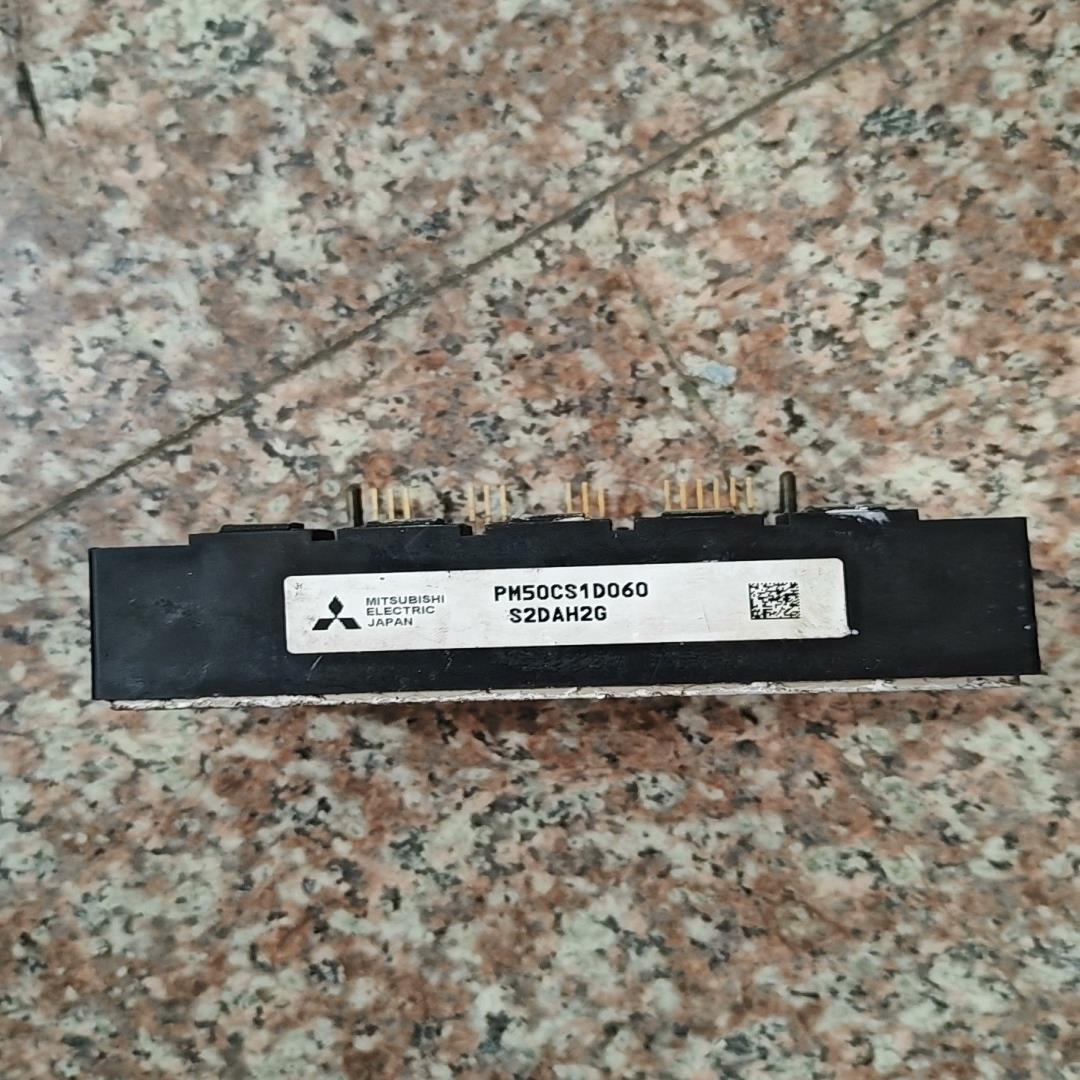 MITSUBISHI
ELECTRIC
JAPAN
PM50CS1D060
S2DAH2G